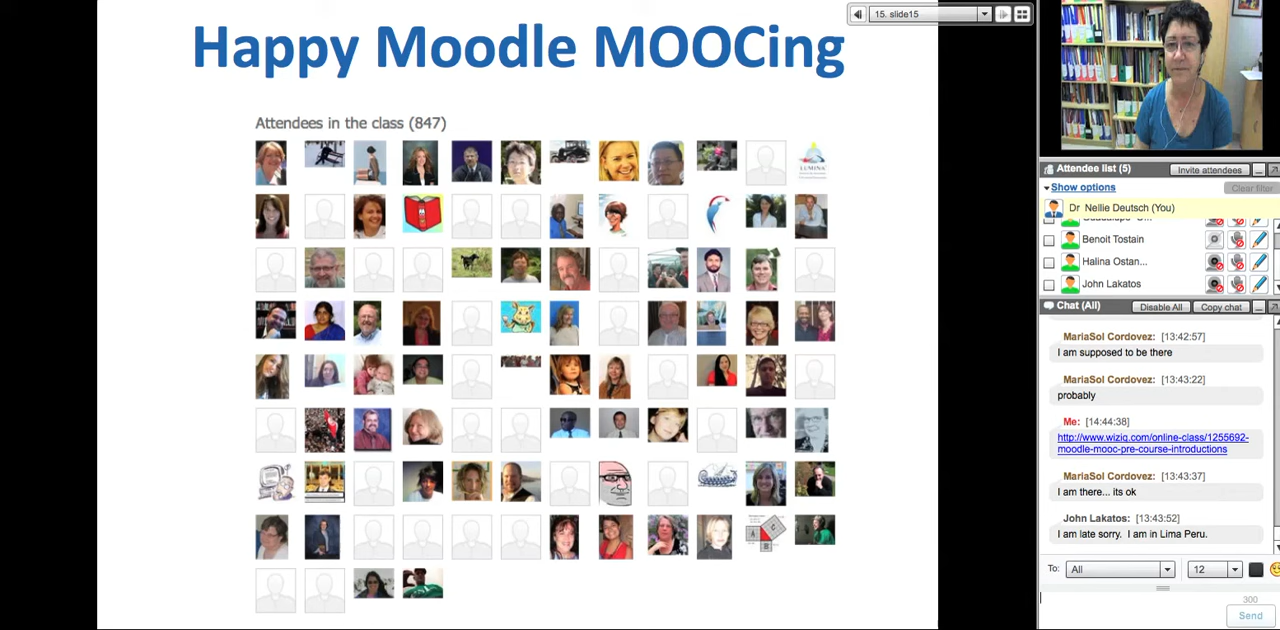 Happy Moodle MOOCing
Attendees in the class (847)
LUMINA
A
C
B
15. slide15
Attendee list (5)
Invite attendees
Show options
Clear filter
Dr Nellie Deutsch (You)
Benoit Tostain
Halina Ostan...
John Lakatos
Chat (All)
Disable All
Copy chat
MariaSol Cordovez: [13:42:57]
I am supposed to be there
MariaSol Cordovez: [13:43:22]
probably
Me: [14:44:38]
http://www.wiziq.com/online-class/1255692-
moodle-mooc-pre-course-introductions
MariaSol Cordovez: [13:43:37]
I am there... its ok
John Lakatos: [13:43:52]
I am late sorry. I am in Lima Peru.
To:
All
12
300
Send